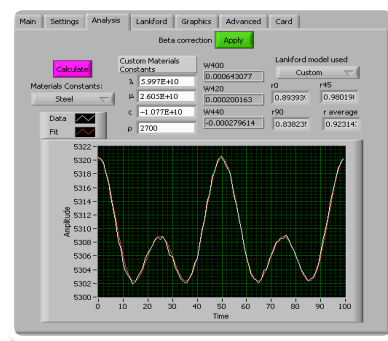 Main Settings Analysis Lankford Graphics Advanced Card
Beta correction Apply
Calculate
Materials Constants:
Steel
Data
Fit
Custom Materials
Constants
λ 5.997E+10
μ 2.605E+10
c -1.077E+10
ρ 2700
W400
0.000643077
W420
0.000200163
W440
-0.000279614
Lankford model used
Custom
r0 r45
0.89393 0.98019
r90 r average
0.83823 0.92314
5322
5320
5318
5316
5314
5312
5310
5308
5306
5304
5302
5300
Amplitude
0 10 20 30 40 50 60 70 80 90 100
Time